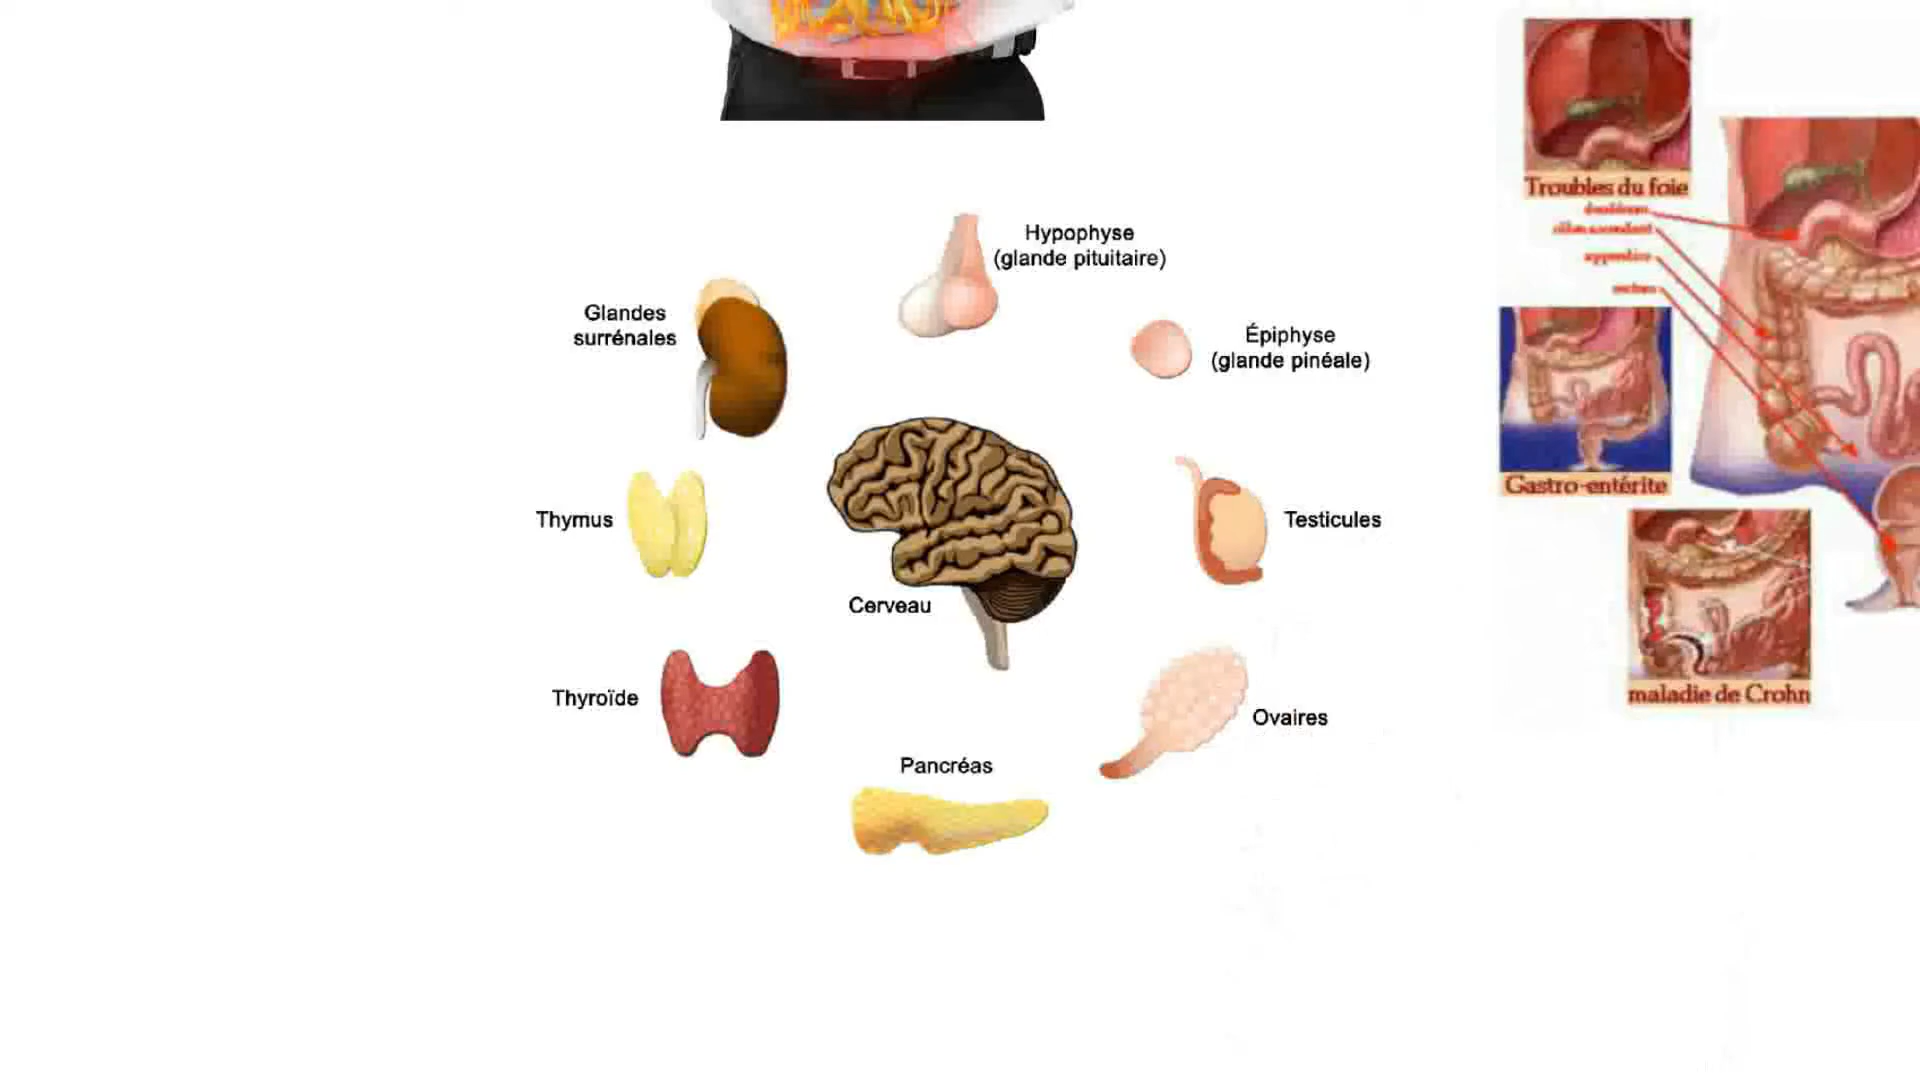 Hypophyse
(glande pituitaire)
Glandes
surrénales
Épiphyse
(glande pinéale)
Thymus
Testicules
Cerveau
Thyroïde
Ovaires
Pancréas
Troubles du foie
appendice
Gastro-entérite
maladie de Crohn